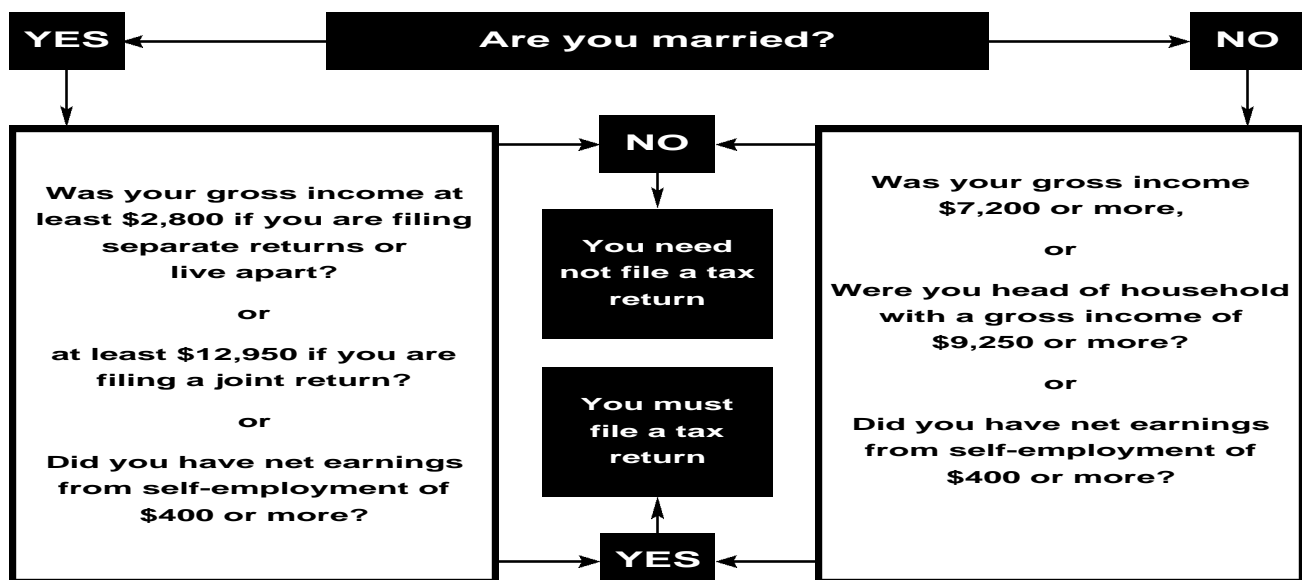 YES
Are you married?
NO
Was your gross income at
least $2,800 if you are filing
separate returns or
live apart?
or
at least $12,950 if you are
filing a joint return?
or
Did you have net earnings
from self-employment of
$400 or more?
NO
You need
not file a tax
return
You must
file a tax
return
YES
Was your gross income
$7,200 or more,
or
Were you head of household
with a gross income of
$9,250 or more?
or
Did you have net earnings
from self-employment of
$400 or more?